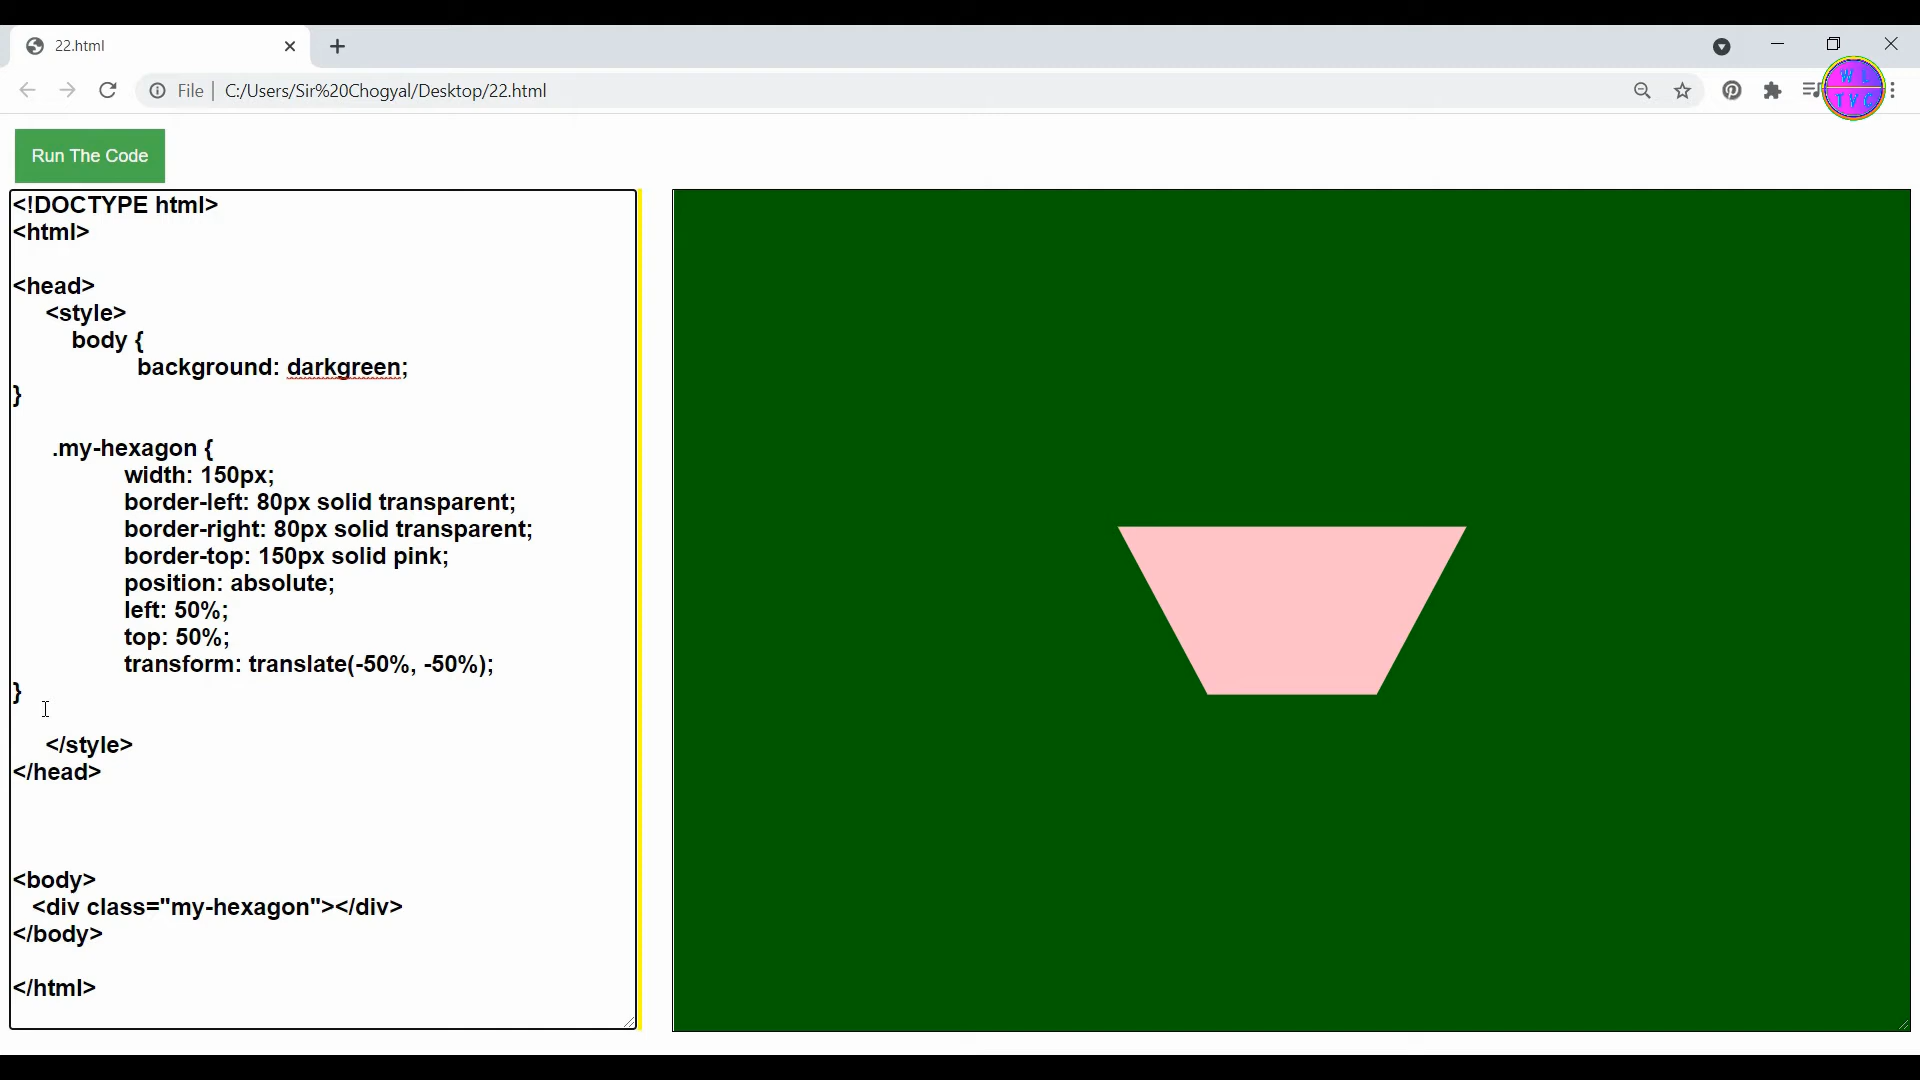 22.html
File | C:/Users/Sir%20Chogyal/Desktop/22.html
W L
T V C
Run The Code
<!DOCTYPE html>
<html>
<head>
<style>
body {
background: darkgreen;
}
.my-hexagon {
width: 150px;
border-left: 80px solid transparent;
border-right: 80px solid transparent;
border-top: 150px solid pink;
position: absolute;
left: 50%;
top: 50%;
transform: translate(-50%, -50%);
}
</style>
</head>
<body>
<div class="my-hexagon"></div>
</body>
</html>